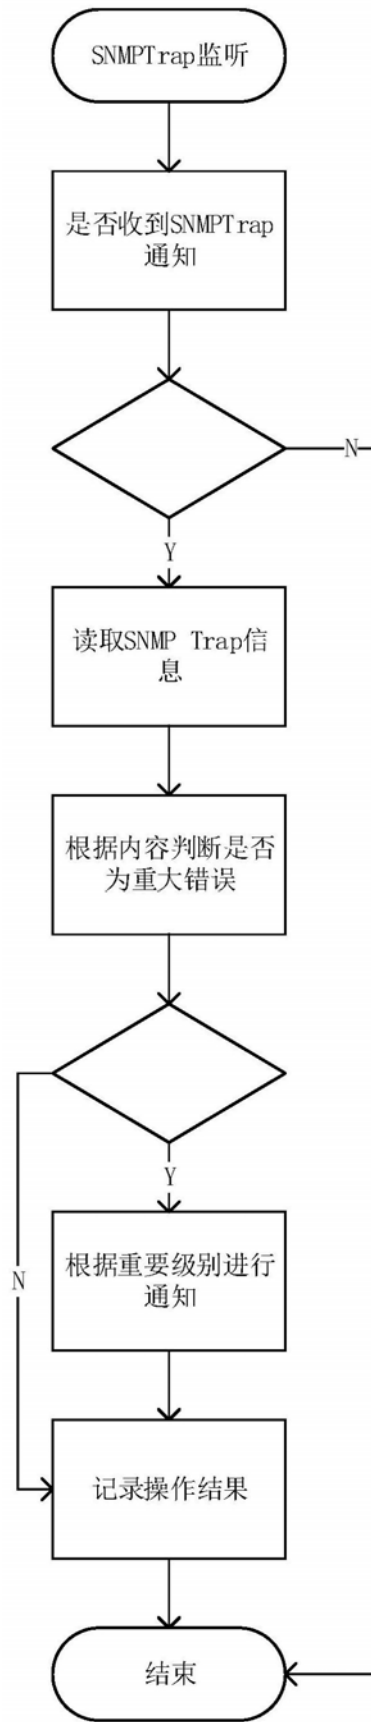 SNMPTrap监听
是否收到SNMPTrap
通知
N
Y
读取SNMP Trap信
息
根据内容判断是否
为重大错误
Y
根据重要级别进行
通知
N
记录操作结果
结束